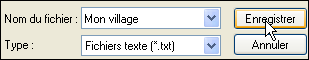 Nom du fichier : Mon village Enregistrer
Type : Fichiers texte (*.txt) Annuler